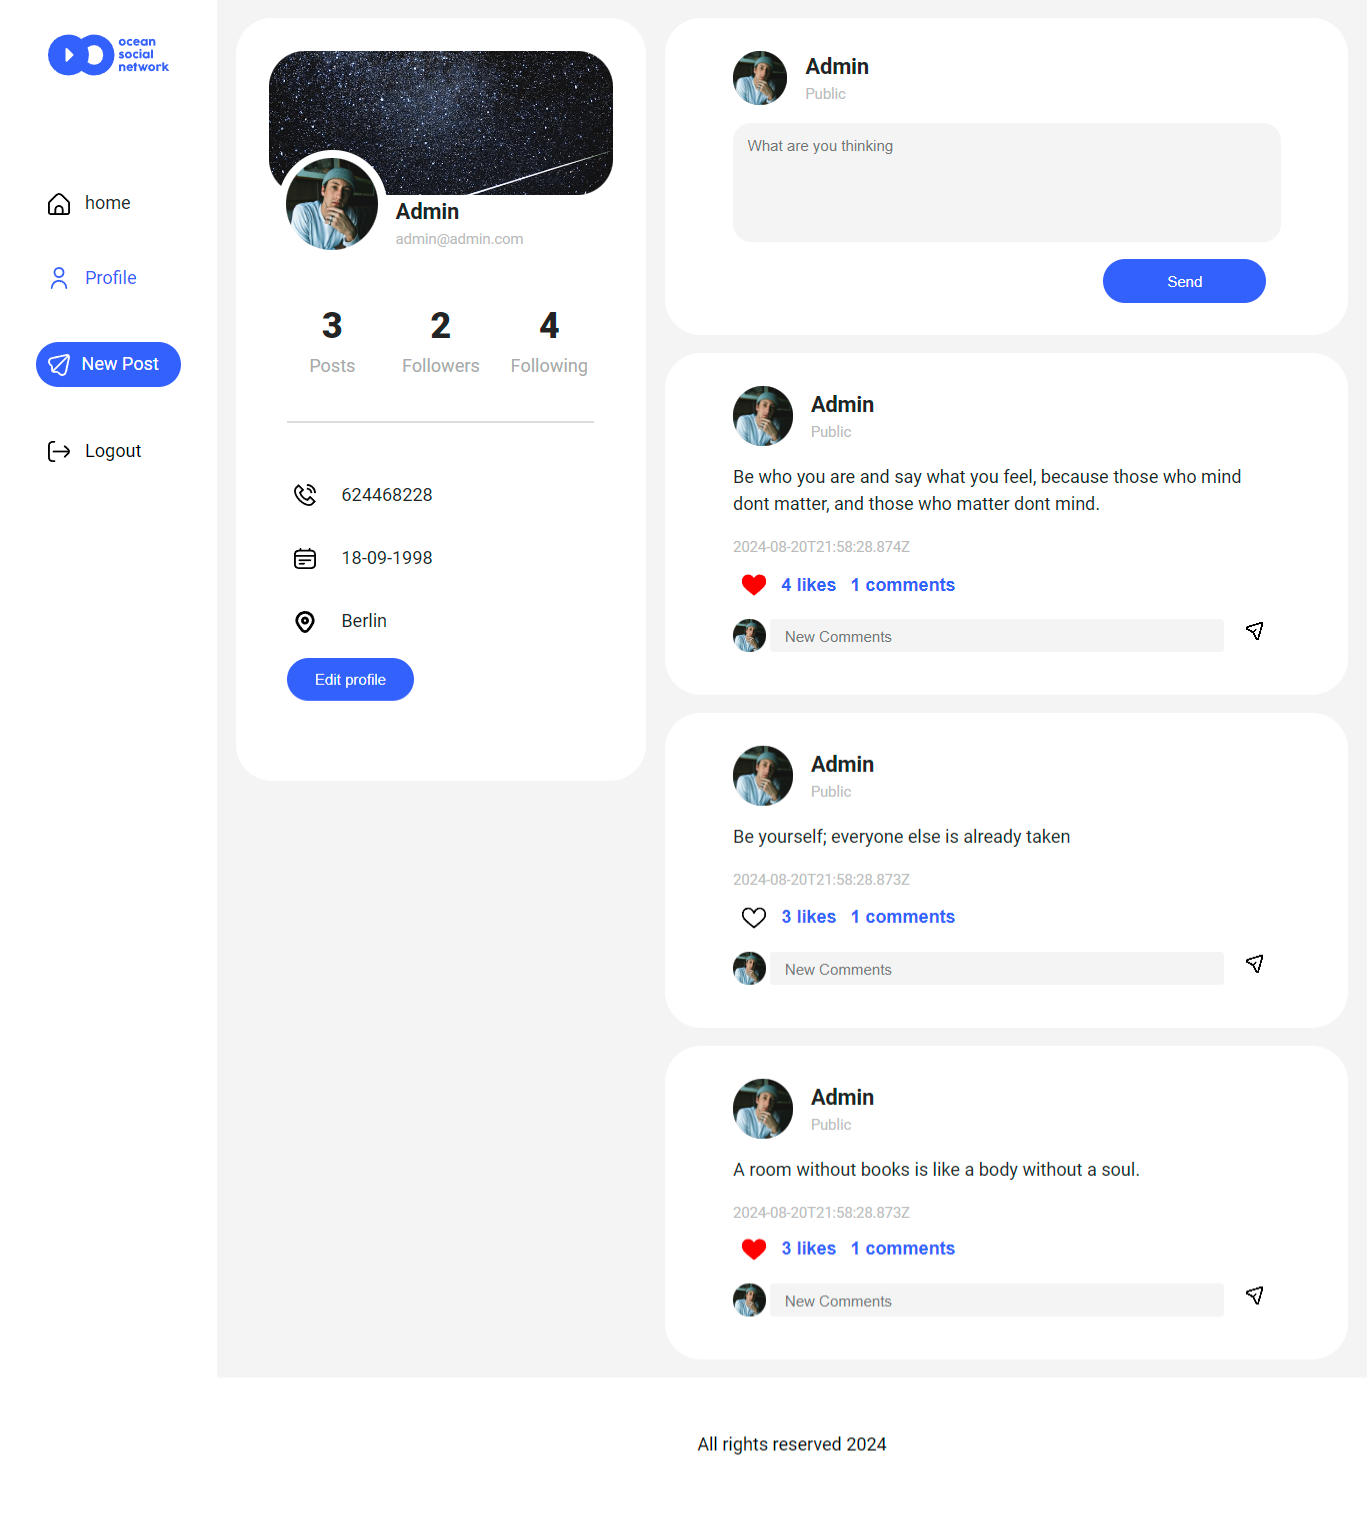 ocean
social
network
home
Profile
New Post
Logout
Admin
admin@admin.com
3 2 4
Posts Followers Following
624468228
18-09-1998
Berlin
Edit profile
Admin
Public
What are you thinking
Send
Admin
Public
Be who you are and say what you feel, because those who mind
dont matter, and those who matter dont mind.
2024-08-20T21:58:28.874Z
4 likes 1 comments
New Comments
Admin
Public
Be yourself; everyone else is already taken
2024-08-20T21:58:28.873Z
3 likes 1 comments
New Comments
Admin
Public
A room without books is like a body without a soul.
2024-08-20T21:58:28.873Z
3 likes 1 comments
New Comments
All rights reserved 2024